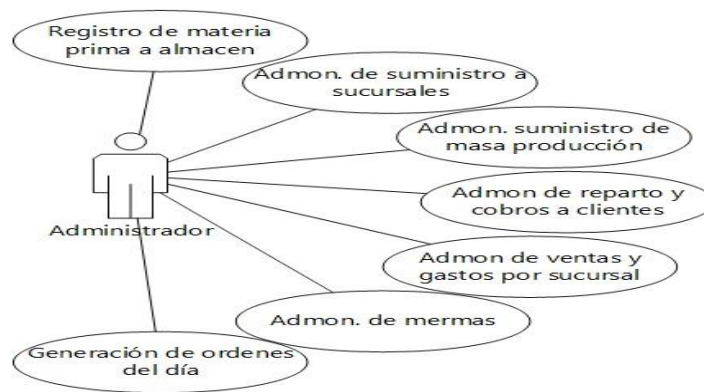 Registro de materia
prima a almacen
Admon. de suministro a
sucursales
Admon. suministro de
masa producción
Admon de reparto y
cobros a clientes
Administrador
Admon de ventas y
gastos por sucursal
Admon. de mermas
Generación de ordenes
del día